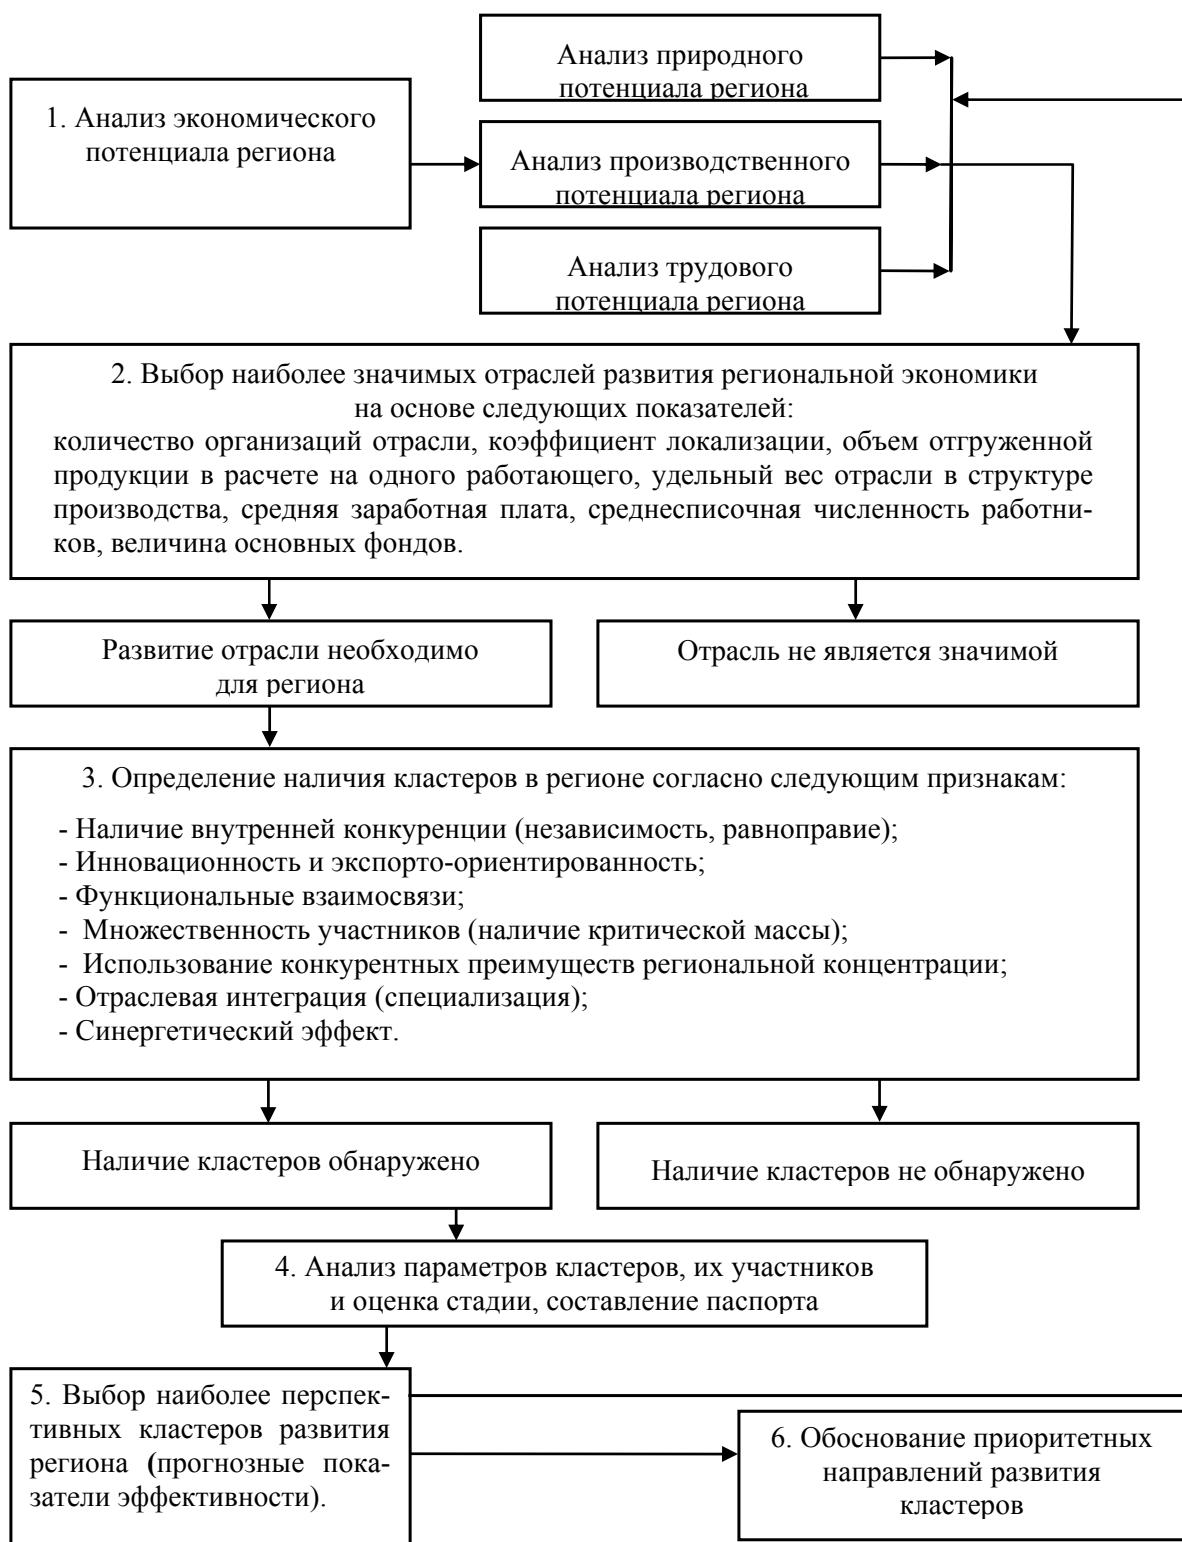 Анализ природного
потенциала региона
1. Анализ экономического
потенциала региона
Анализ производственного
потенциала региона
Анализ трудового
потенциала региона
2. Выбор наиболее значимых отраслей развития региональной экономики
на основе следующих показателей:
количество организаций отрасли, коэффициент локализации, объем отгруженной
продукции в расчете на одного работающего, удельный вес отрасли в структуре
производства, средняя заработная плата, среднесписочная численность работни-
ков, величина основных фондов.
Развитие отрасли необходимо
для региона
Отрасль не является значимой
3. Определение наличия кластеров в регионе согласно следующим признакам:
- Наличие внутренней конкуренции (независимость, равноправие);
- Инновационность и экспорто-ориентированность;
- Функциональные взаимосвязи;
- Множественность участников (наличие критической массы);
- Использование конкурентных преимуществ региональной концентрации;
- Отраслевая интеграция (специализация);
- Синергетический эффект.
Наличие кластеров обнаружено
Наличие кластеров не обнаружено
4. Анализ параметров кластеров, их участников
и оценка стадии, составление паспорта
5. Выбор наиболее перспек-
тивных кластеров развития
региона (прогнозные пока-
затели эффективности).
6. Обоснование приоритетных
направлений развития
кластеров